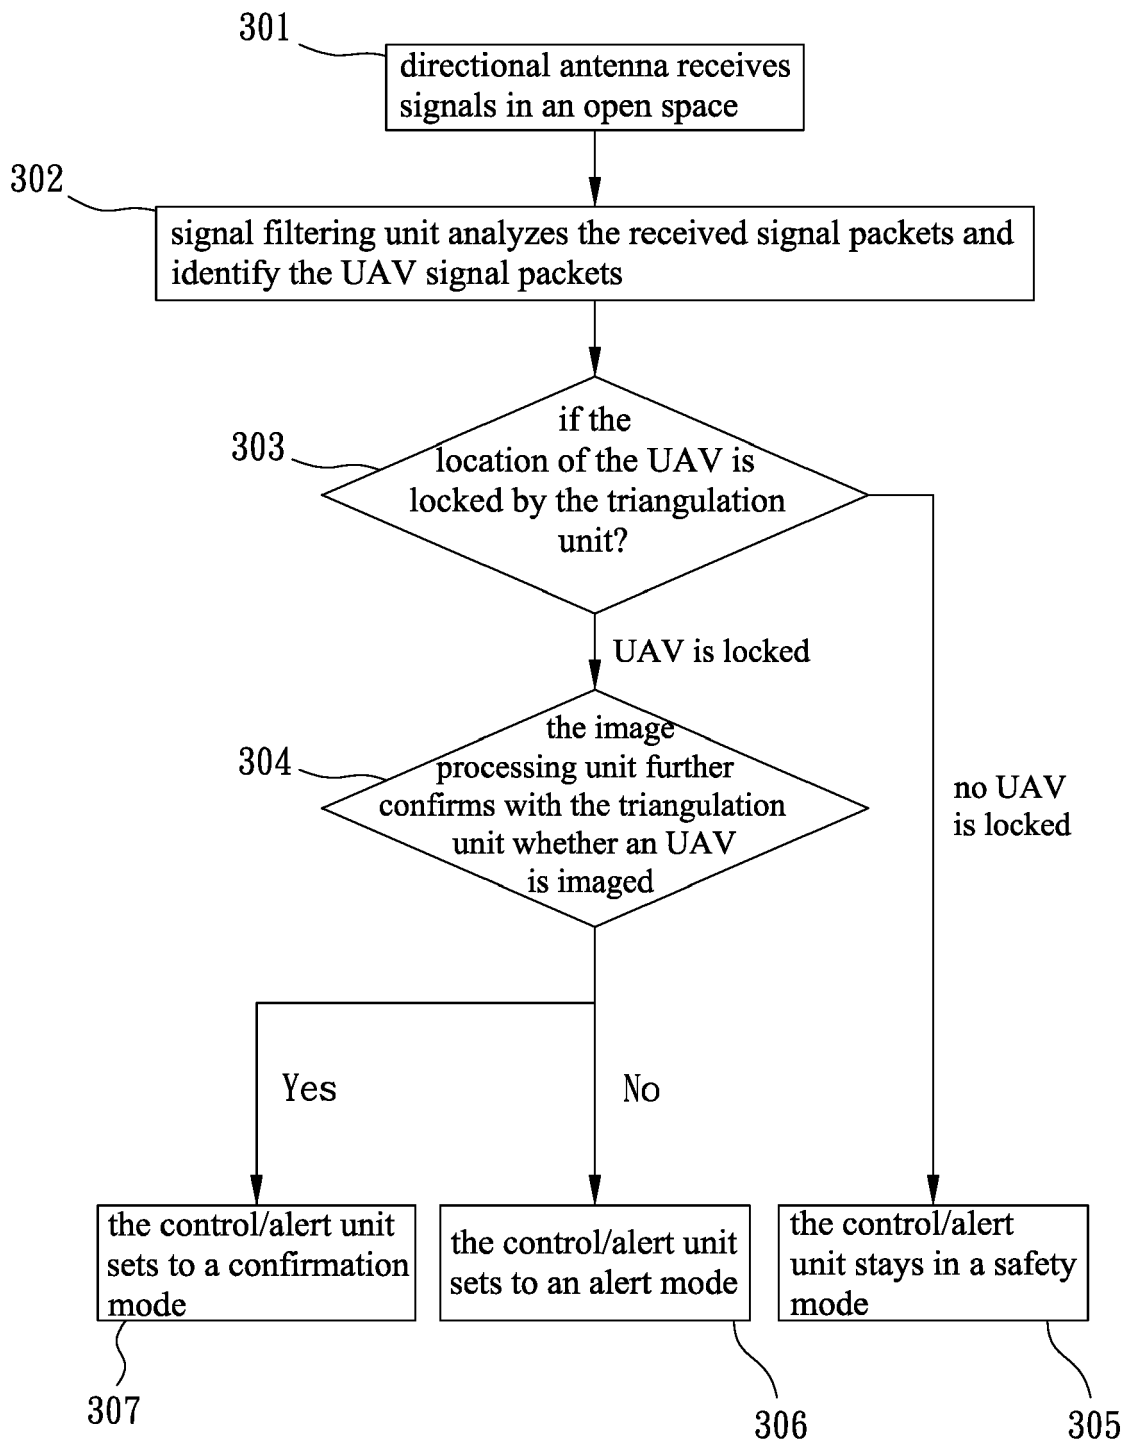 301
directional antenna receives
signals in an open space
302
signal filtering unit analyzes the received signal packets and
identify the UAV signal packets
303
if the
location of the UAV is
locked by the triangulation
unit?
UAV is locked
304
the image
processing unit further
confirms with the triangulation
unit whether an UAV
is imaged
no UAV
is locked
Yes
No
the control/alert unit
sets to a confirmation
mode
the control/alert unit
sets to an alert mode
the control/alert
unit stays in a safety
mode
307
306
305